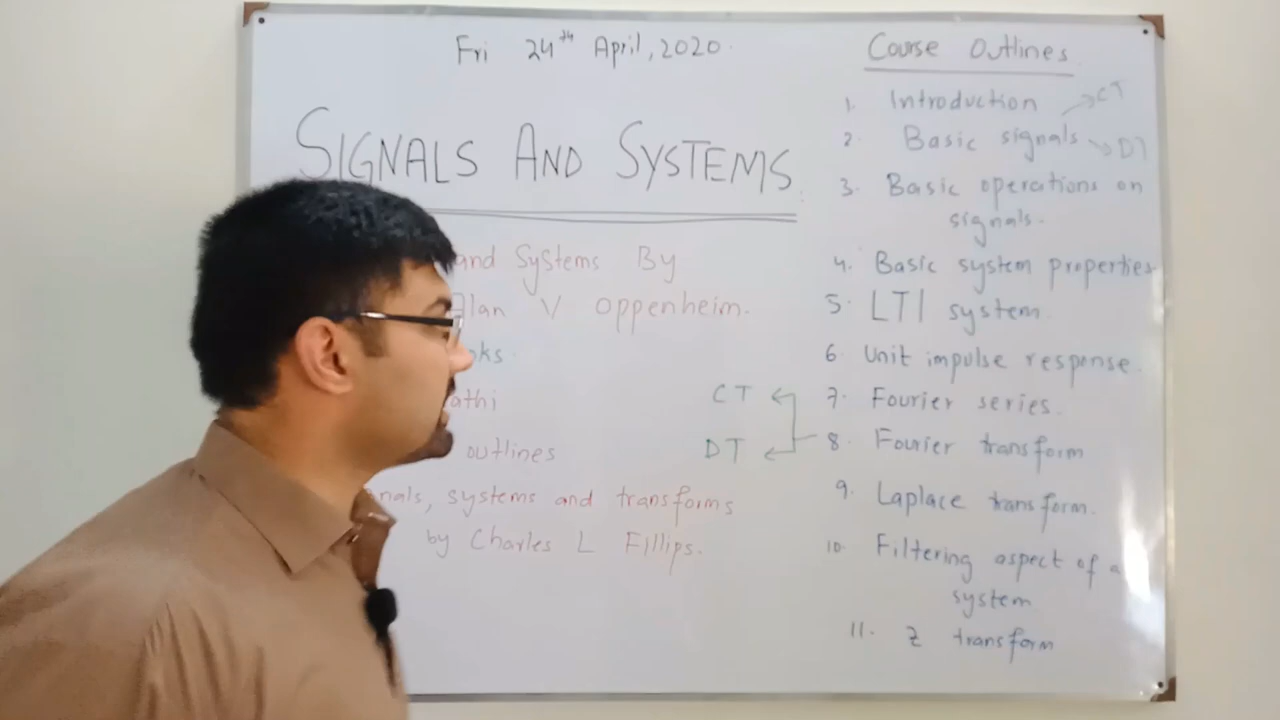 Fri 24th April, 2020.
SIGNALS AND SYSTEMS
and Systems By
Alan V Oppenheim.
outlines
systems and transforms
by Charles L Fillips.
CT
DT
Course Outlines
1. Introduction
CT
2. Basic signals
DT
3. Basic operations on
signals.
4. Basic system properties
5. LTI system
6. Unit impulse response.
7. Fourier series.
8. Fourier transform
9. Laplace transform.
10. Filtering aspect of a
system
11. Z transform